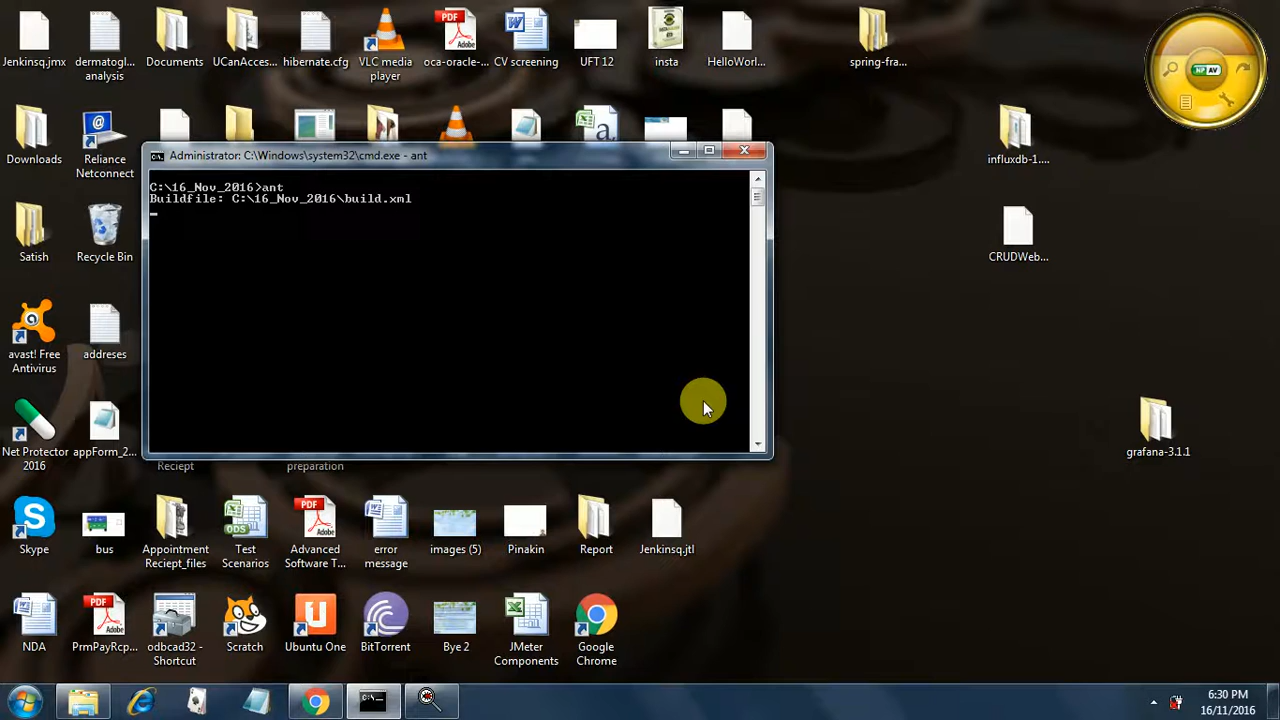 Jenkinsq.jmx
dermatogl...
analysis
Documents
UCanAcces...
hibernate.cfg
VLC media
player
oca-oracle-...
CV screening
UFT 12
insta
HelloWorl...
spring-fra...
NP AV
Downloads
Reliance
Netconnect
influxdb-1....
Administrator: C:\Windows\system32\cmd.exe - ant
C:\16_Nov_2016>ant
Buildfile: C:\16_Nov_2016\build.xml
Satish
Recycle Bin
CRUDWeb...
avast! Free
Antivirus
addreses
Net Protector
2016
appForm_2...
Reciept
preparation
grafana-3.1.1
Skype
bus
Appointment
Reciept_files
ODS
Test
Scenarios
Advanced
Software T...
error
message
images (5)
Pinakin
Report
Jenkinsq.jtl
NDA
PrmPayRcp...
odbcad32 -
Shortcut
Scratch
Ubuntu One
BitTorrent
Bye 2
JMeter
Components
Google
Chrome
6:30 PM
16/11/2016